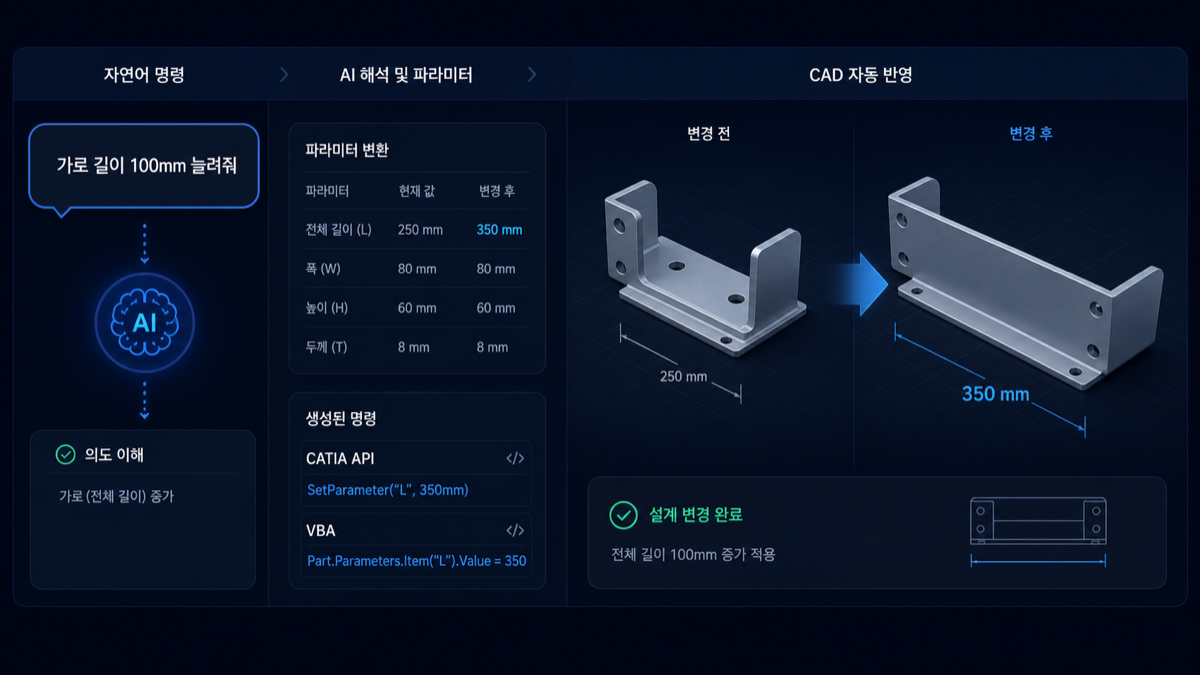 자연어 명령
AI 해석 및 파라미터
CAD 자동 반영
가로 길이 100mm 늘려줘
AI
의도 이해
가로 (전체 길이) 증가
파라미터 변환
파라미터 현재 값 변경 후
전체 길이 (L) 250 mm 350 mm
폭 (W) 80 mm 80 mm
높이 (H) 60 mm 60 mm
두께 (T) 8 mm 8 mm
생성된 명령
CATIA API </>
SetParameter(“L”, 350mm)
VBA </>
Part.Parameters.Item(“L”).Value = 350
변경 전
250 mm
변경 후
350 mm
설계 변경 완료
전체 길이 100mm 증가 적용